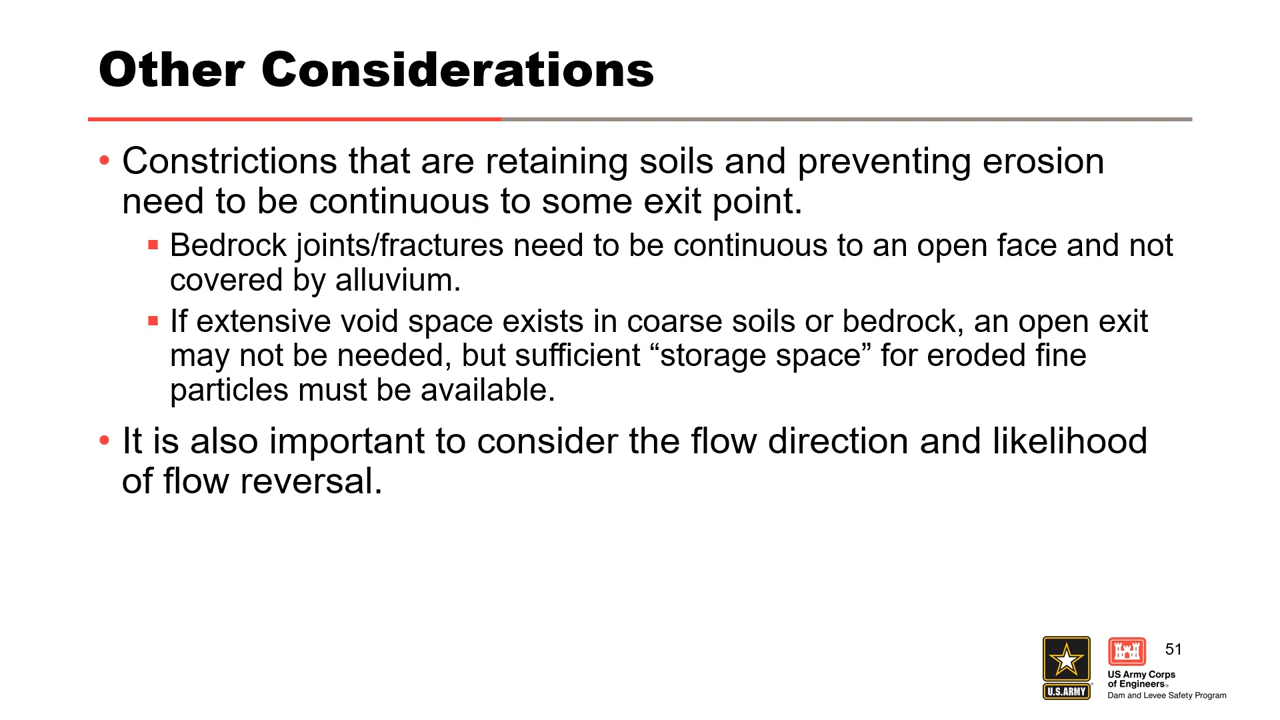 Other Considerations
• Constrictions that are retaining soils and preventing erosion
need to be continuous to some exit point.
▪ Bedrock joints/fractures need to be continuous to an open face and not
covered by alluvium.
▪ If extensive void space exists in coarse soils or bedrock, an open exit
may not be needed, but sufficient “storage space” for eroded fine
particles must be available.
• It is also important to consider the flow direction and likelihood
of flow reversal.
51
U.S.ARMY
US Army Corps
of Engineers®
Dam and Levee Safety Program